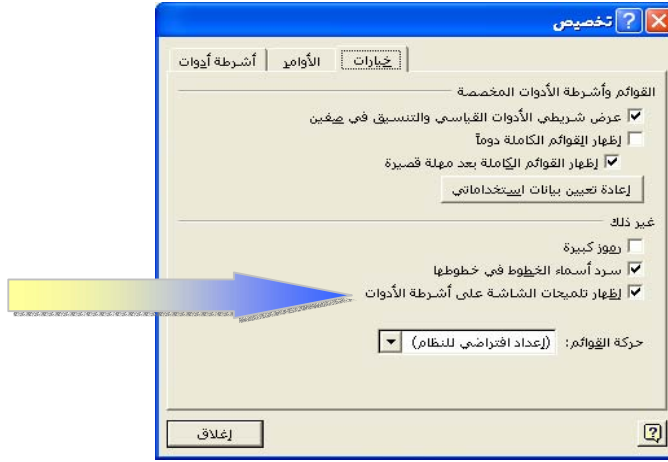 تخصيص
خيارات الأوامر أشرطة أدوات
القوائم وأشرطة الأدوات المخصصة
عرض شريطي الأدوات القياسي والتنسيق في صفين
إظهار القوائم الكاملة دوماً
إظهار القوائم الكاملة بعد مهلة قصيرة
إعادة تعيين بيانات استخداماتي
غير ذلك
رموز كبيرة
سرد أسماء الخطوط في خطوطها
إظهار تلميحات الشاشة على أشرطة الأدوات
حركة القوائم: (إعداد افتراضي للنظام)
إغلاق